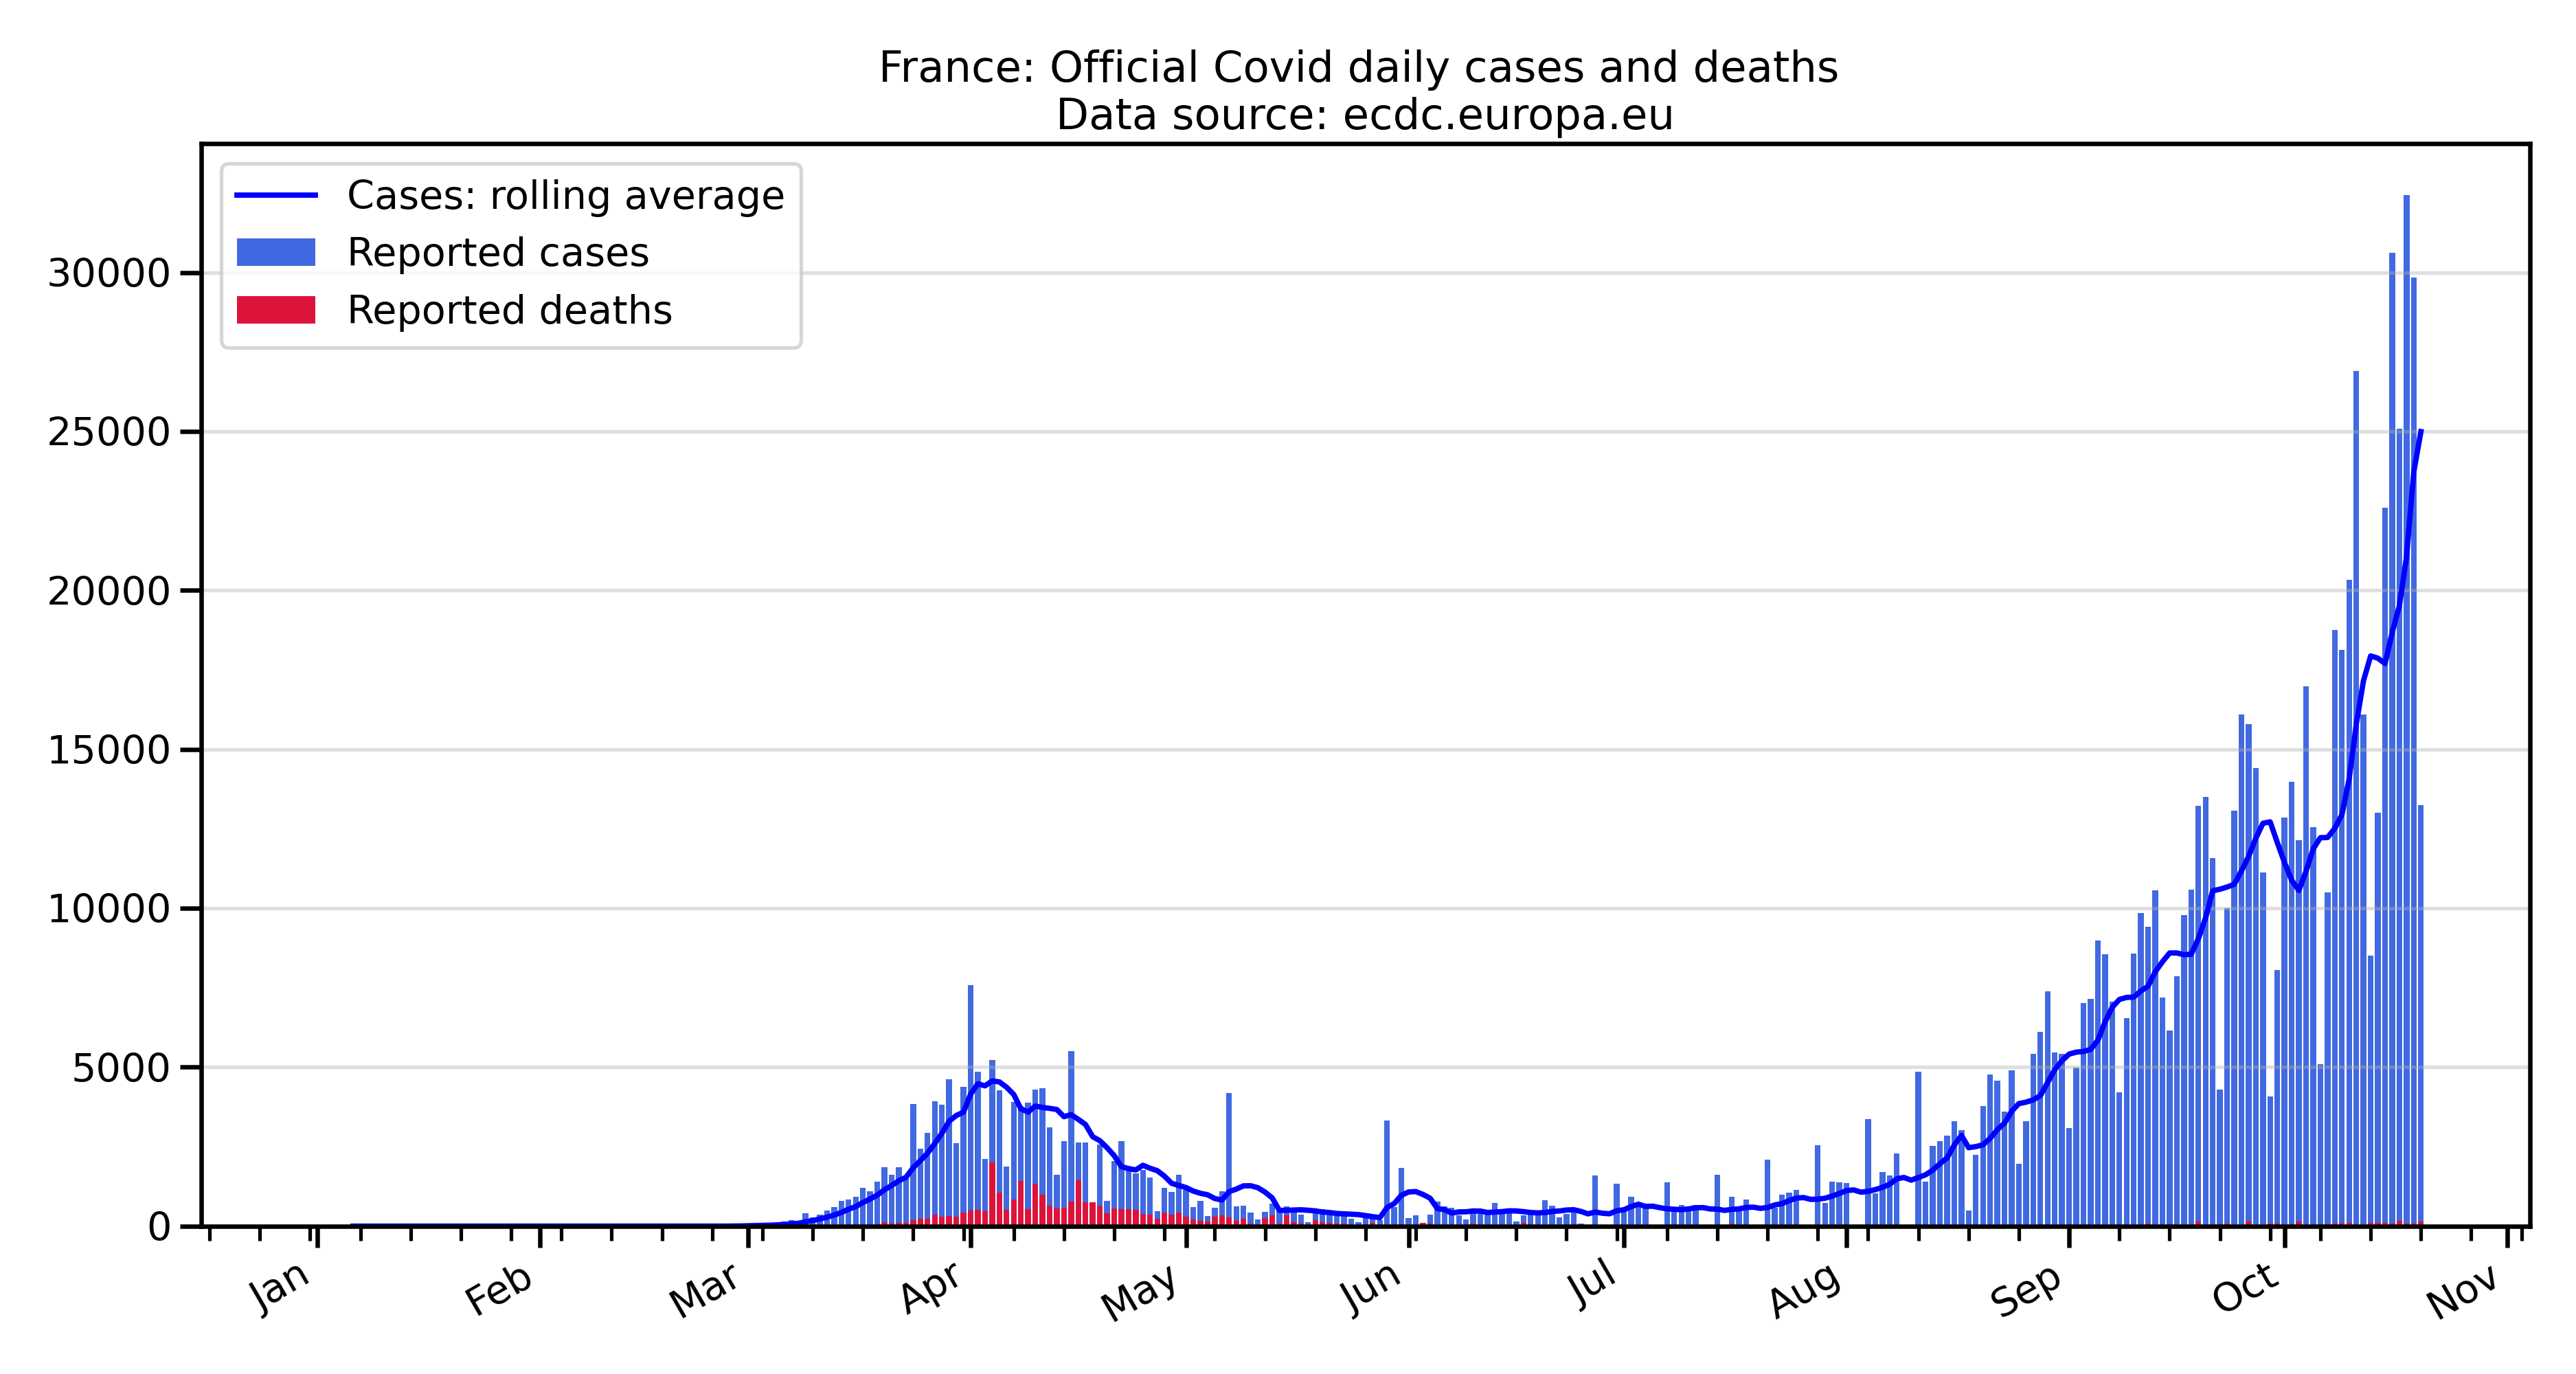 France: Official Covid daily cases and deaths
Data source: ecdc.europa.eu
Cases: rolling average
Reported cases
Reported deaths
30000
25000
20000
15000
10000
5000
0
Jan Feb Mar Apr May Jun Jul Aug Sep Oct Nov